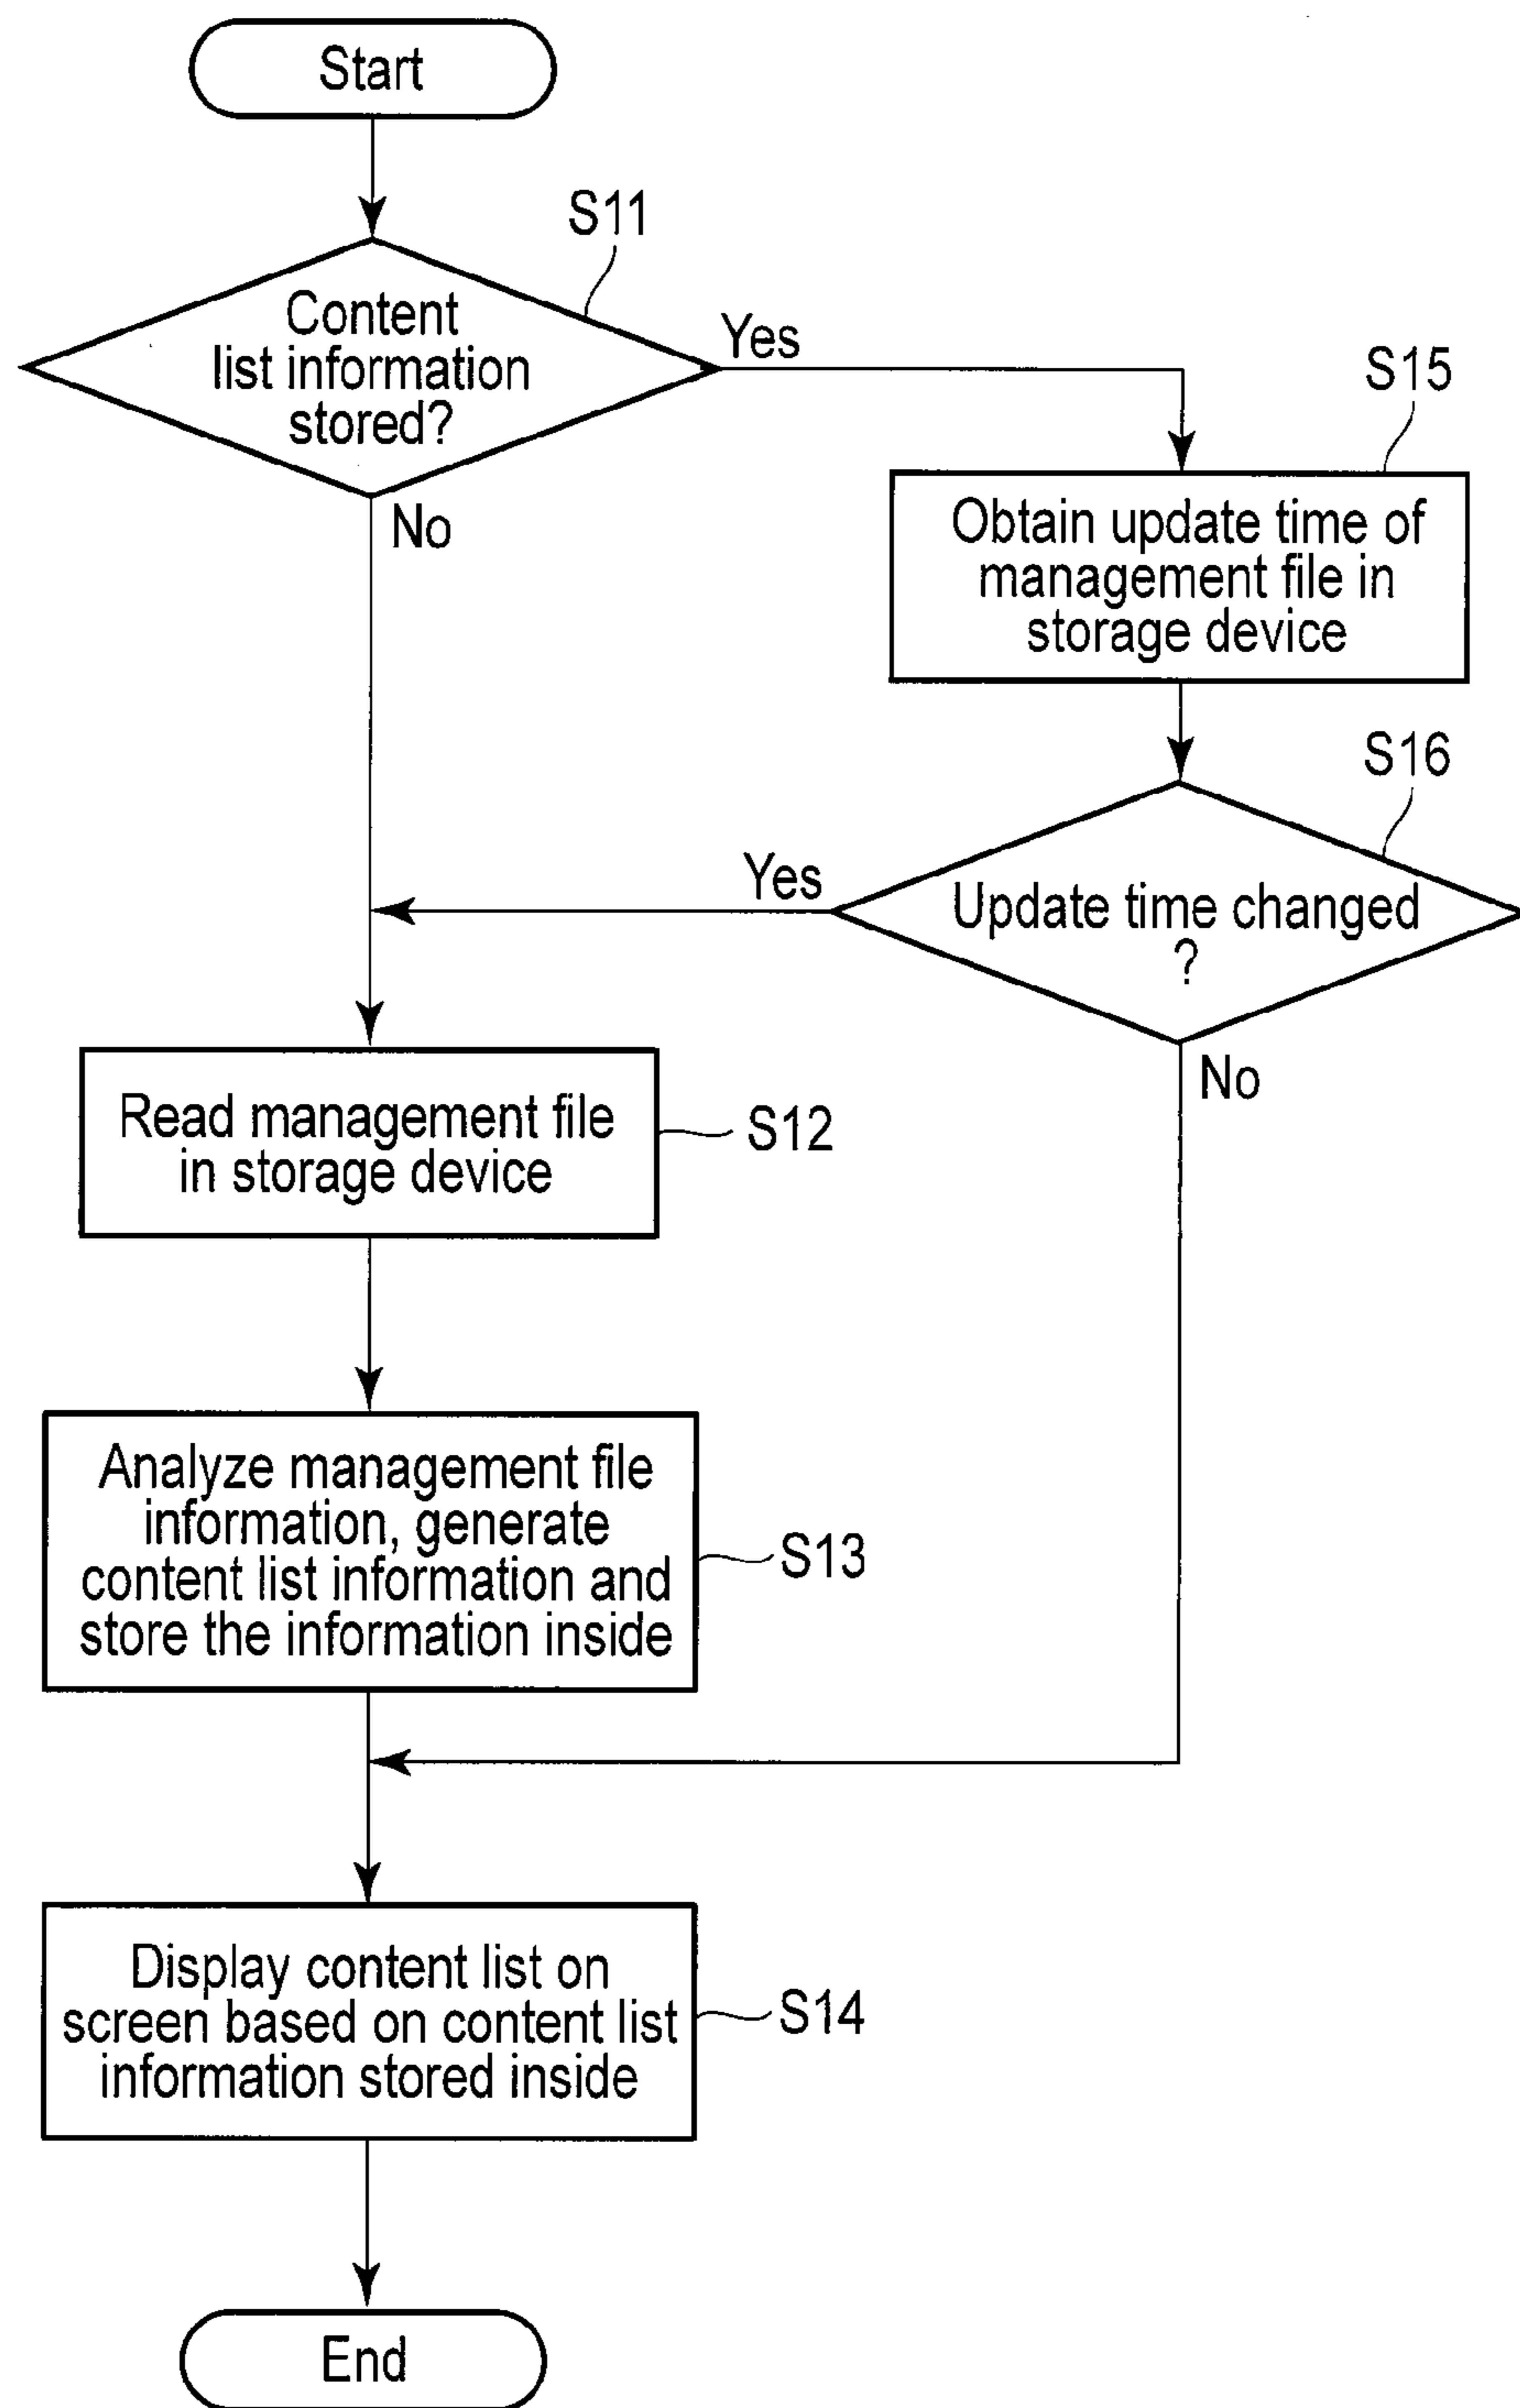 Start
S11
Content
list information
stored?
Yes
No
S15
Obtain update time of
management file in
storage device
S16
Update time changed
?
Yes
No
Read management file
in storage device
S12
Analyze management file
information, generate
content list information and
store the information inside
S13
Display content list on
screen based on content list
information stored inside
S14
End